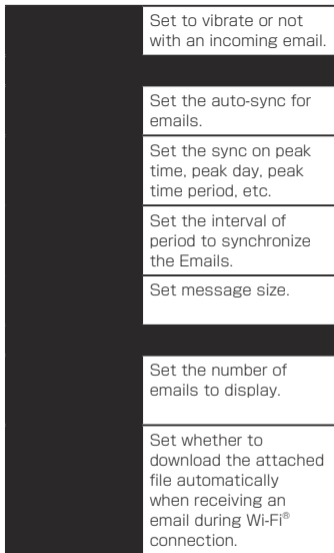 Set to vibrate or not
with an incoming email.
Set the auto-sync for
emails.
Set the sync on peak
time, peak day, peak
time period, etc.
Set the interval of
period to synchronize
the Emails.
Set message size.
Set the number of
emails to display.
Set whether to
download the attached
file automatically
when receiving an
email during Wi-Fi®
connection.